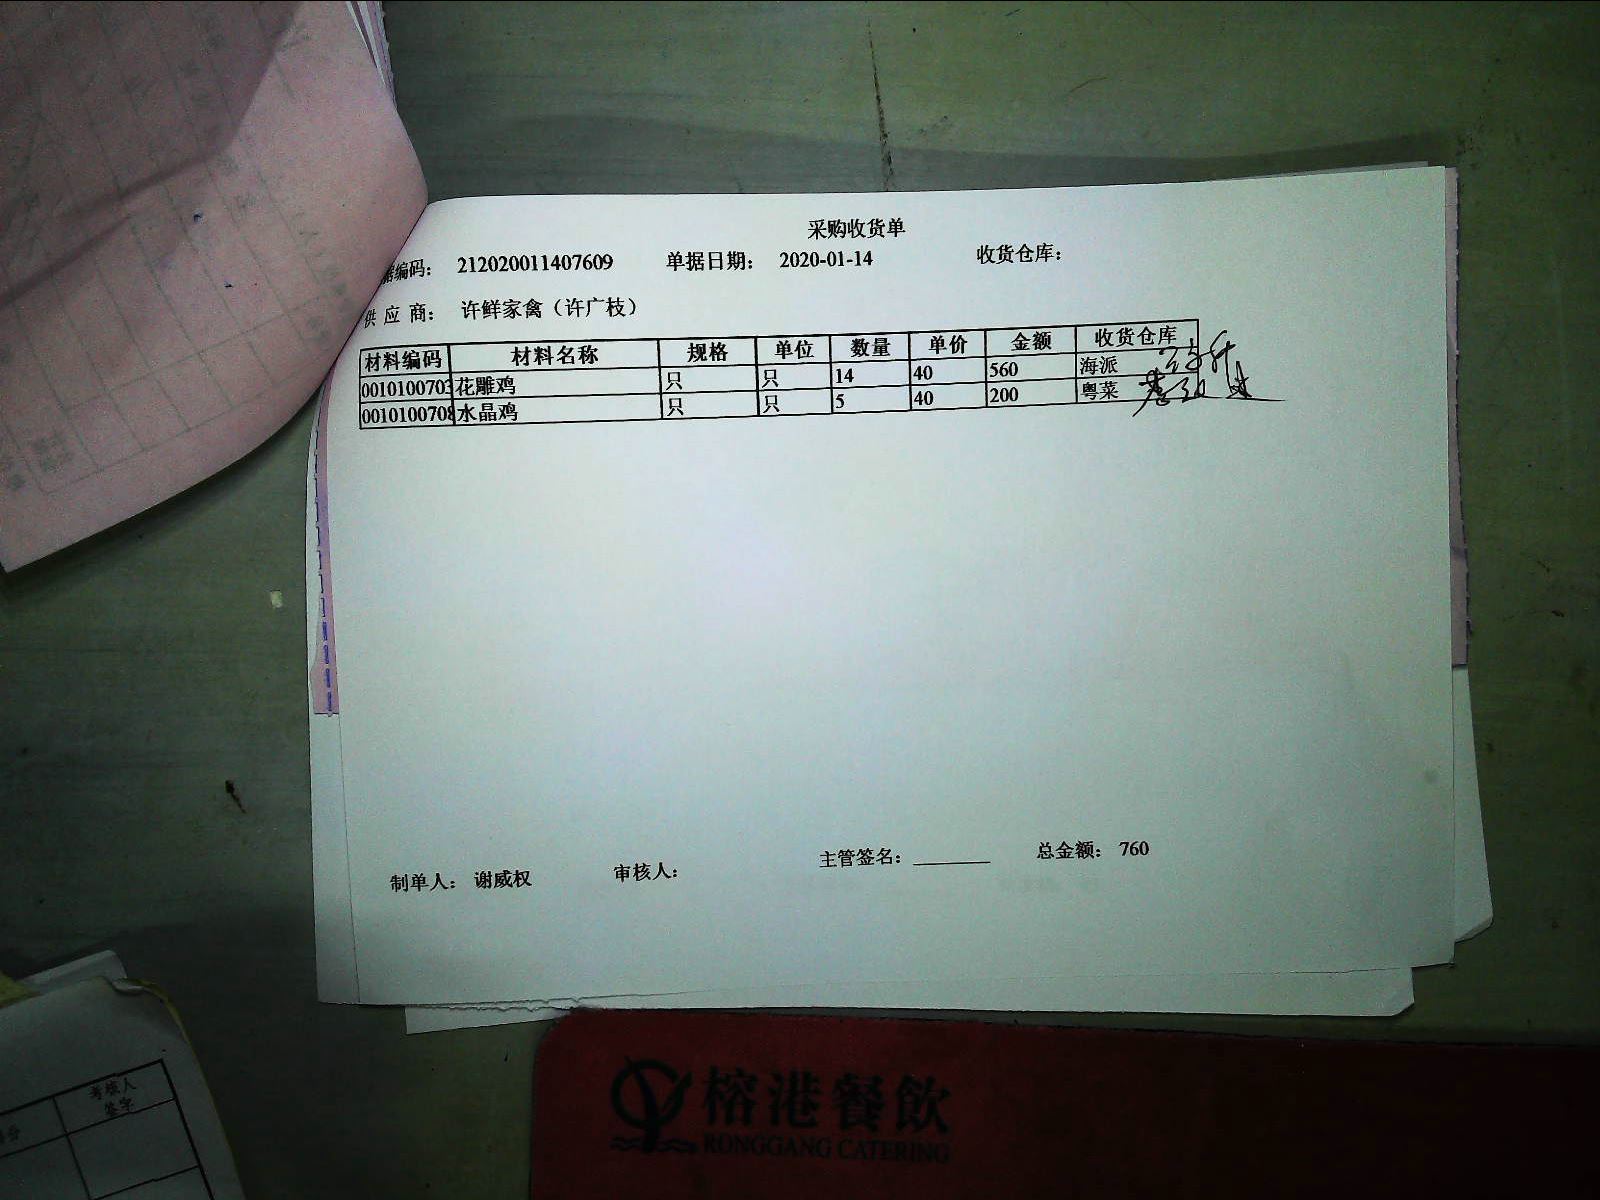 采购收货单
据编码： 212020011407609 单据日期： 2020-01-14 收货仓库：
供 应 商： 许鲜家禽（许广枝）
材料编码 材料名称 规格 单位 数量 单价 金额 收货仓库
0010100703 花雕鸡 只 只 14 40 560 海派
0010100708 水晶鸡 只 只 5 40 200 粤菜
制单人： 谢威权 审核人： 主管签名： 总金额： 760
考核人
签字
榕港餐飲
RONGGANG CATERING